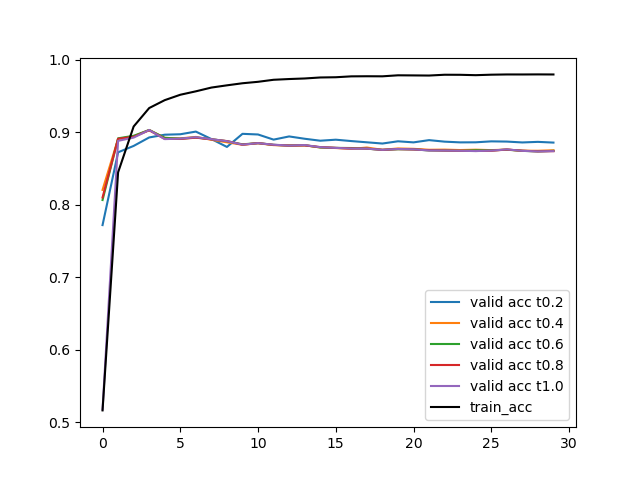 1.0
0.9
0.8
0.7
0.6
0.5
0 5 10 15 20 25 30
valid acc t0.2
valid acc t0.4
valid acc t0.6
valid acc t0.8
valid acc t1.0
train_acc